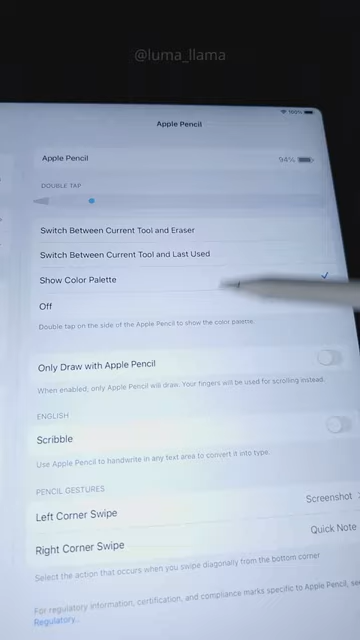 @luma_llama
100%
Apple Pencil
Apple Pencil
94%
DOUBLE TAP
Switch Between Current Tool and Eraser
Switch Between Current Tool and Last Used
Show Color Palette
Off
Double tap on the side of the Apple Pencil to show the color palette.
Only Draw with Apple Pencil
When enabled, only Apple Pencil will draw. Your fingers will be used for scrolling instead.
ENGLISH
Scribble
Use Apple Pencil to handwrite in any text area to convert it into type.
PENCIL GESTURES
Left Corner Swipe
Screenshot
Right Corner Swipe
Quick Note
Select the action that occurs when you swipe diagonally from the bottom corner
For regulatory information, certification, and compliance marks specific to Apple Pencil, se
Regulatory..